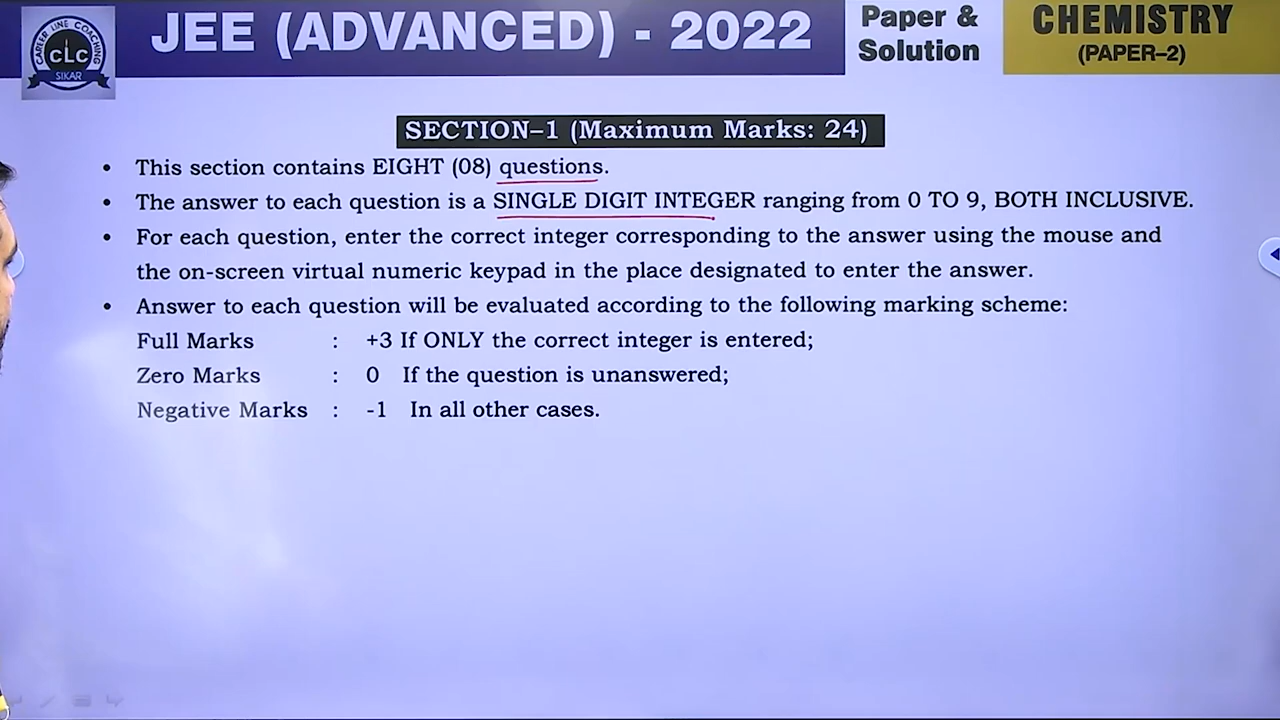 CAREER LINE COACHING
CLC
SIKAR
JEE (ADVANCED) - 2022
Paper &
Solution
CHEMISTRY
(PAPER–2)
SECTION–1 (Maximum Marks: 24)
• This section contains EIGHT (08) questions.
• The answer to each question is a SINGLE DIGIT INTEGER ranging from 0 TO 9, BOTH INCLUSIVE.
• For each question, enter the correct integer corresponding to the answer using the mouse and
the on-screen virtual numeric keypad in the place designated to enter the answer.
• Answer to each question will be evaluated according to the following marking scheme:
Full Marks : +3 If ONLY the correct integer is entered;
Zero Marks : 0 If the question is unanswered;
Negative Marks : -1 In all other cases.